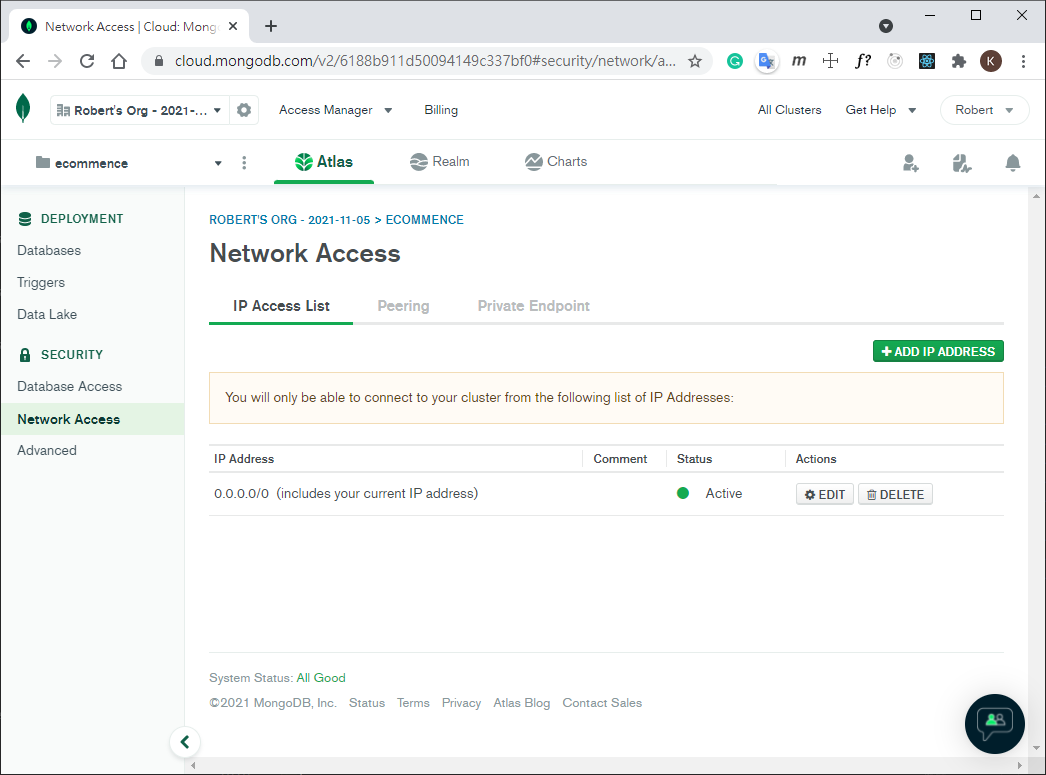 Network Access | Cloud: Mong
cloud.mongodb.com/v2/6188b911d50094149c337bf0#security/network/a...
m
f?
K
Robert's Org - 2021-...
Access Manager
Billing
All Clusters
Get Help
Robert
ecommence
Atlas
Realm
Charts
DEPLOYMENT
Databases
Triggers
Data Lake
SECURITY
Database Access
Network Access
Advanced
ROBERT'S ORG - 2021-11-05 > ECOMMENCE
Network Access
IP Access List
Peering
Private Endpoint
+ ADD IP ADDRESS
You will only be able to connect to your cluster from the following list of IP Addresses:
IP Address
Comment
Status
Actions
0.0.0.0/0 (includes your current IP address)
Active
EDIT
DELETE
System Status: All Good
©2021 MongoDB, Inc.
Status
Terms
Privacy
Atlas Blog
Contact Sales